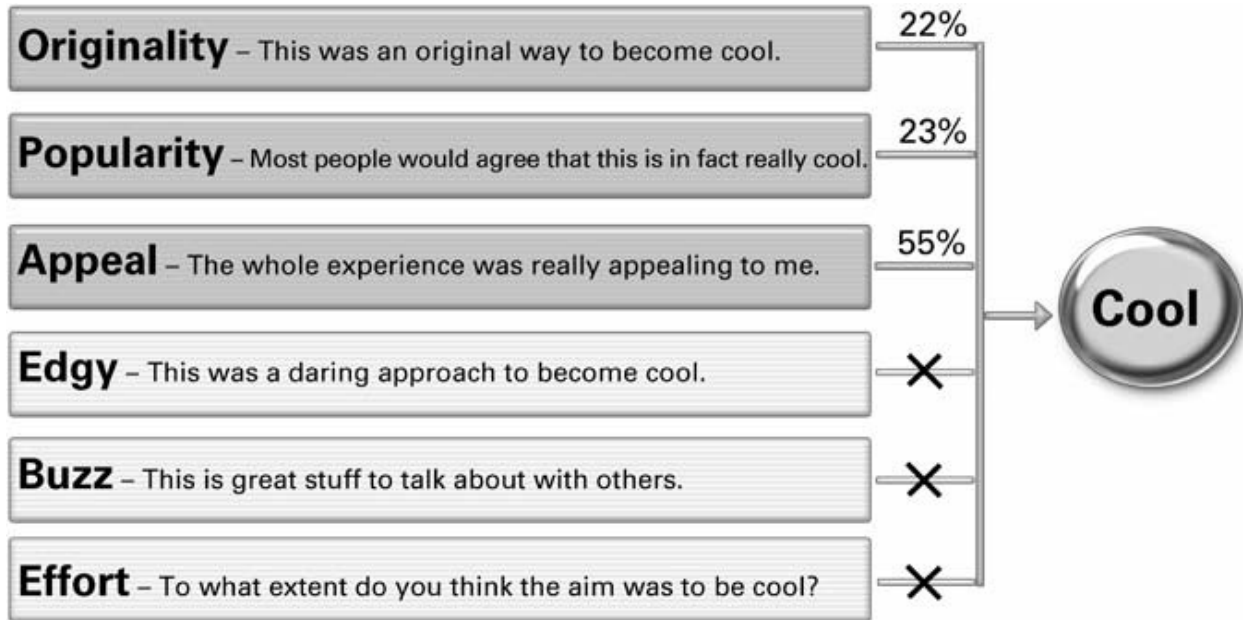 Originality – This was an original way to become cool.
22%
Popularity – Most people would agree that this is in fact really cool.
23%
Appeal – The whole experience was really appealing to me.
55%
Edgy – This was a daring approach to become cool.
Buzz – This is great stuff to talk about with others.
Effort – To what extent do you think the aim was to be cool?
Cool